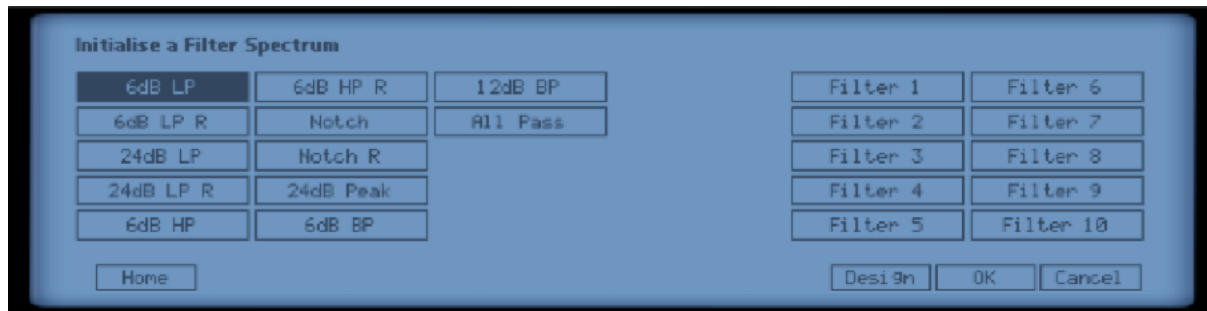 Initialise a Filter Spectrum
6dB LP 6dB HP R 12dB BP Filter 1 Filter 6
6dB LP R Notch All Pass Filter 2 Filter 7
24dB LP Notch R Filter 3 Filter 8
24dB LP R 24dB Peak Filter 4 Filter 9
6dB HP 6dB BP Filter 5 Filter 10
Home Design OK Cancel